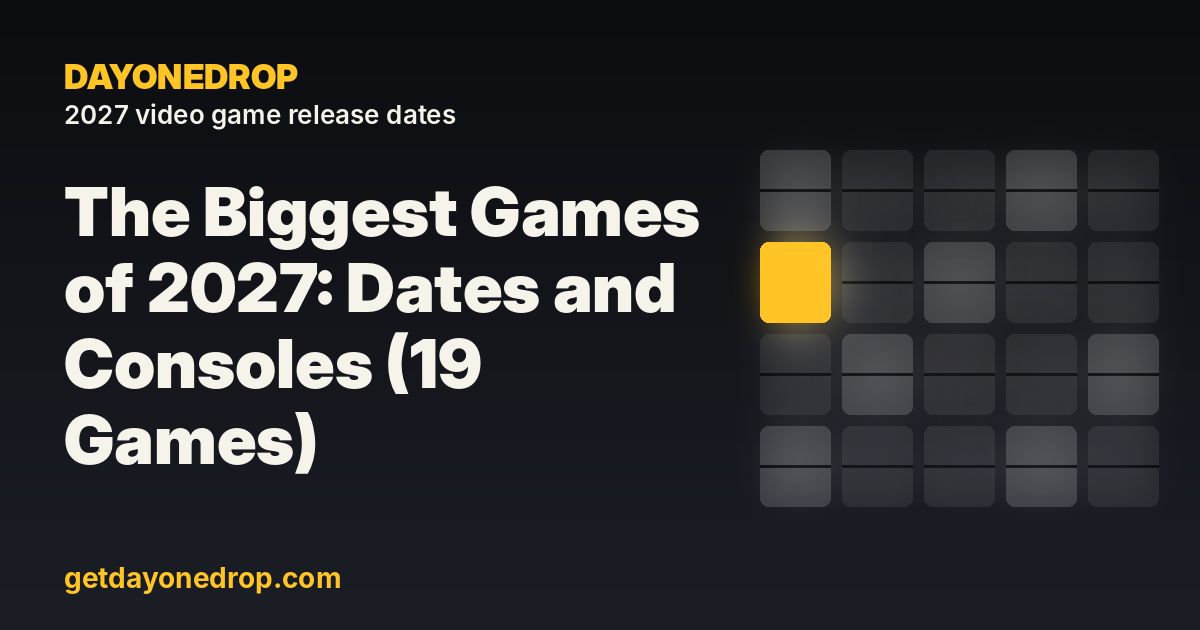 DAYONEDROP
2027 video game release dates
The Biggest Games
of 2027: Dates and
Consoles (19
Games)
getdayonedrop.com